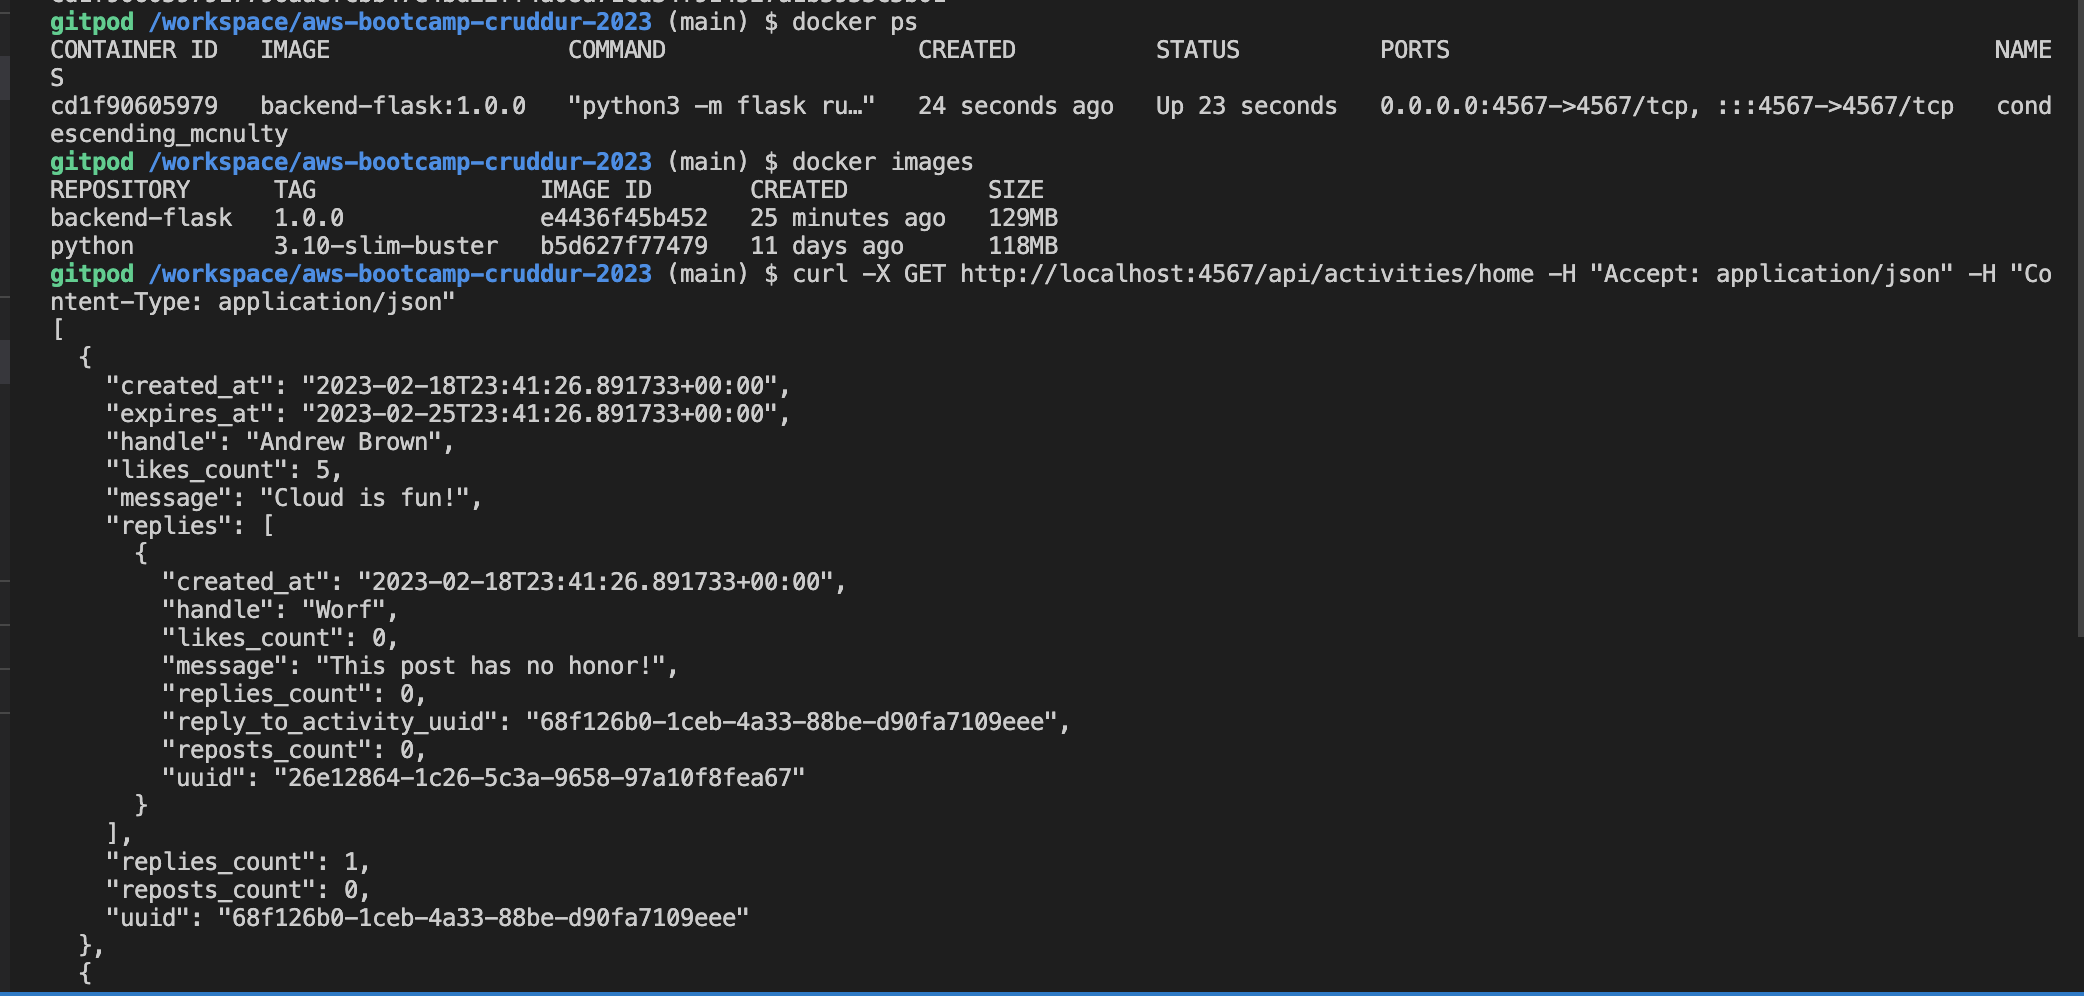 gitpod /workspace/aws-bootcamp-cruddur-2023 (main) $ docker ps
CONTAINER ID   IMAGE                 COMMAND                  CREATED          STATUS          PORTS                                       NAME
S
cd1f90605979   backend-flask:1.0.0   "python3 -m flask ru…"   24 seconds ago   Up 23 seconds   0.0.0.0:4567->4567/tcp, :::4567->4567/tcp   cond
escending_mcnulty
gitpod /workspace/aws-bootcamp-cruddur-2023 (main) $ docker images
REPOSITORY      TAG                IMAGE ID       CREATED          SIZE
backend-flask   1.0.0              e4436f45b452   25 minutes ago   129MB
python          3.10-slim-buster   b5d627f77479   11 days ago      118MB
gitpod /workspace/aws-bootcamp-cruddur-2023 (main) $ curl -X GET http://localhost:4567/api/activities/home -H "Accept: application/json" -H "Co
ntent-Type: application/json"
[
  {
    "created_at": "2023-02-18T23:41:26.891733+00:00",
    "expires_at": "2023-02-25T23:41:26.891733+00:00",
    "handle": "Andrew Brown",
    "likes_count": 5,
    "message": "Cloud is fun!",
    "replies": [
      {
        "created_at": "2023-02-18T23:41:26.891733+00:00",
        "handle": "Worf",
        "likes_count": 0,
        "message": "This post has no honor!",
        "replies_count": 0,
        "reply_to_activity_uuid": "68f126b0-1ceb-4a33-88be-d90fa7109eee",
        "reposts_count": 0,
        "uuid": "26e12864-1c26-5c3a-9658-97a10f8fea67"
      }
    ],
    "replies_count": 1,
    "reposts_count": 0,
    "uuid": "68f126b0-1ceb-4a33-88be-d90fa7109eee"
  },
  {